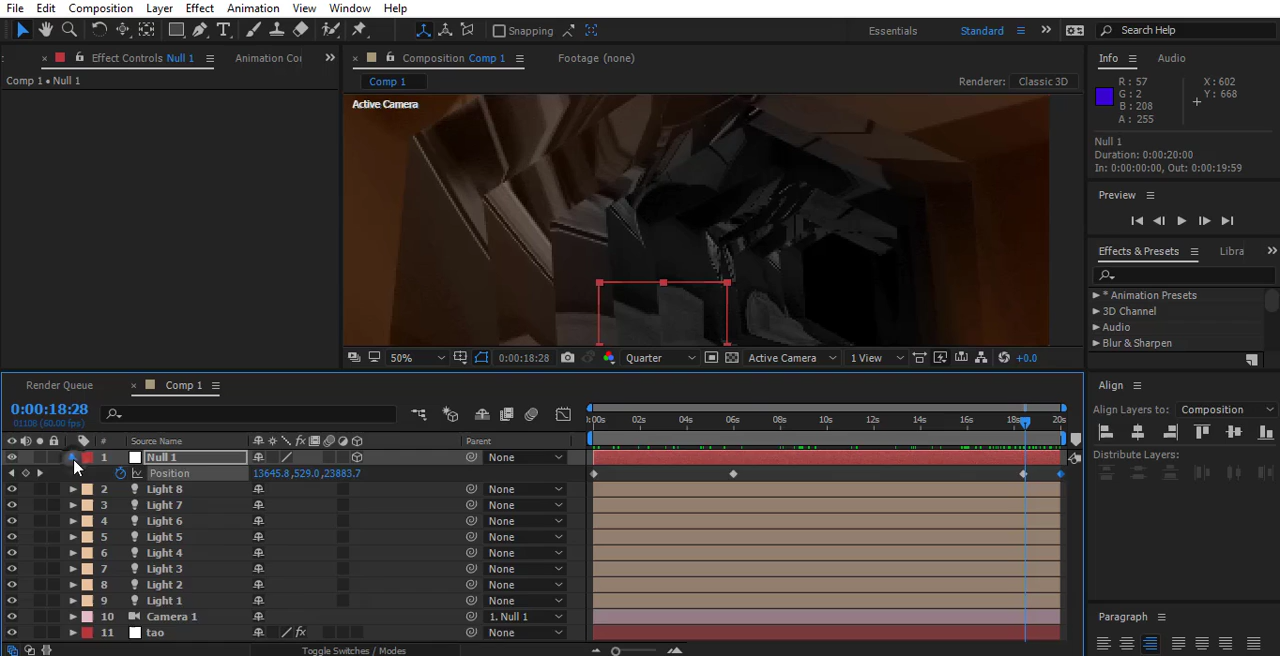 File Edit Composition Layer Effect Animation View Window Help
Snapping Essentials Standard Search Help
Effect Controls Null 1 Animation Co Composition Comp 1 Footage (none) Info Audio
Comp 1 • Null 1 Comp 1 Renderer: Classic 3D
Active Camera
R : 57 X : 602
G : 2 Y : 668
B : 208
A : 255
Null 1
Duration: 0:00:20:00
In: 0:00:00:00, Out: 0:00:19:59
Preview
Effects & Presets Libra
* Animation Presets
3D Channel
Audio
Blur & Sharpen
50% 0:00:18:28 Quarter Active Camera 1 View +0.0
Render Queue Comp 1 Align
0:00:18:28
01108 (60.00 fps)
:00s 02s 04s 06s 08s 10s 12s 14s 16s 18s 20s
Align Layers to: Composition
# Source Name Parent
1 Null 1 None
Position 13645.8,529.0,23883.7
Distribute Layers:
2 Light 8 None
3 Light 7 None
4 Light 6 None
5 Light 5 None
6 Light 4 None
7 Light 3 None
8 Light 2 None
9 Light 1 None
10 Camera 1 1. Null 1
Paragraph
11 tao fx None
Toggle Switches / Modes